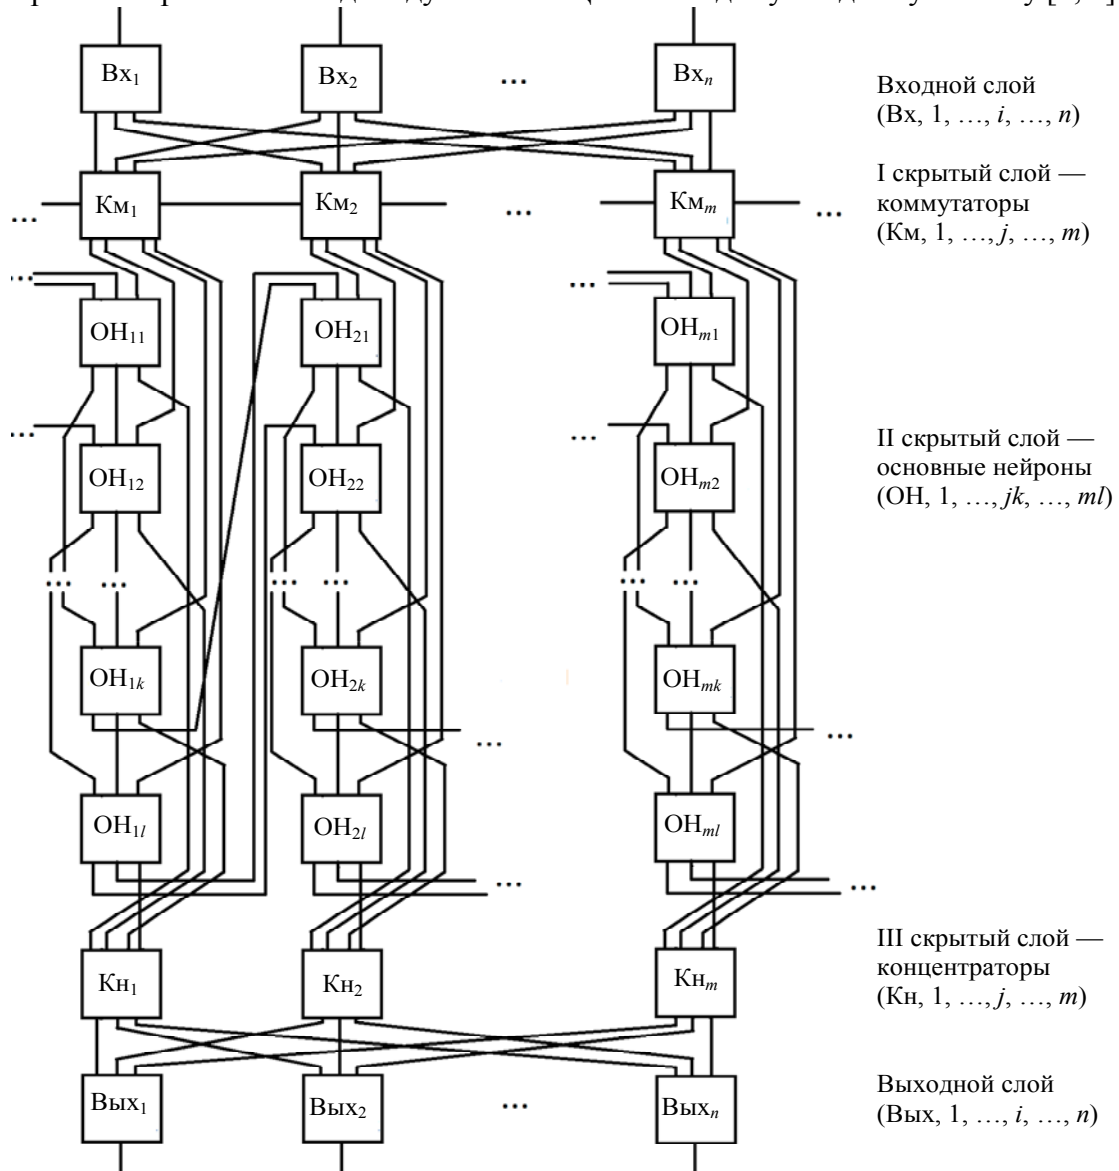 Вх₁
Вх₂
...
Вхₙ
Входной слой
(Вх, 1, …, i, …, n)
...
Км₁
Км₂
...
Кмₘ
...
I скрытый слой —
коммутаторы
(Км, 1, …, j, …, m)
...
...
ОН₁₁
ОН₂₁
ОНₘ₁
...
...
ОН₁₂
ОН₂₂
ОНₘ₂
II скрытый слой —
основные нейроны
(ОН, 1, …, jk, …, ml)
... ...
... ...
... ...
ОН₁ₖ
ОН₂ₖ
ОНₘₖ
...
...
ОН₁ₗ
ОН₂ₗ
ОНₘₗ
...
...
Кн₁
Кн₂
Кнₘ
III скрытый слой —
концентраторы
(Кн, 1, …, j, …, m)
Вых₁
Вых₂
...
Выхₙ
Выходной слой
(Вых, 1, …, i, …, n)